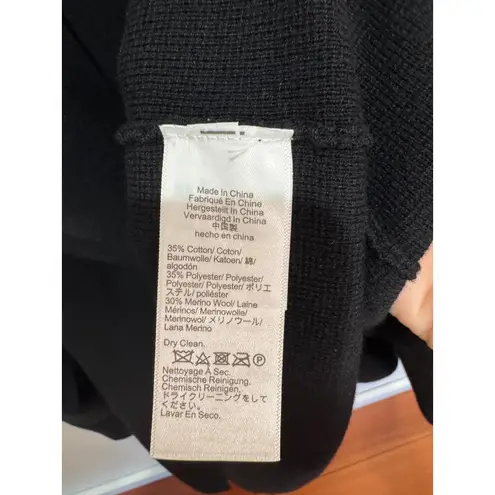 Made In China
Fabriqué En Chine
Hergestellt In China
Vervaardigd In China
中国製
hecho en china
35% Cotton/ Coton/
Baumwolle/ Katoen/ 綿/
algodón
35% Polyester/ Polyester/
Polyester/ Polyester/ ポリエ
ステル/ poliéster
30% Merino Wool/ Laine
Mérinos/ Merinowolle/
Merinowol/ メリノウール/
Lana Merino
Dry Clean.
P
Nettoyage À Sec.
Chemische Reinigung.
Chemisch Reinigen.
ドライクリーニングをして
ください。
Lavar En Seco.